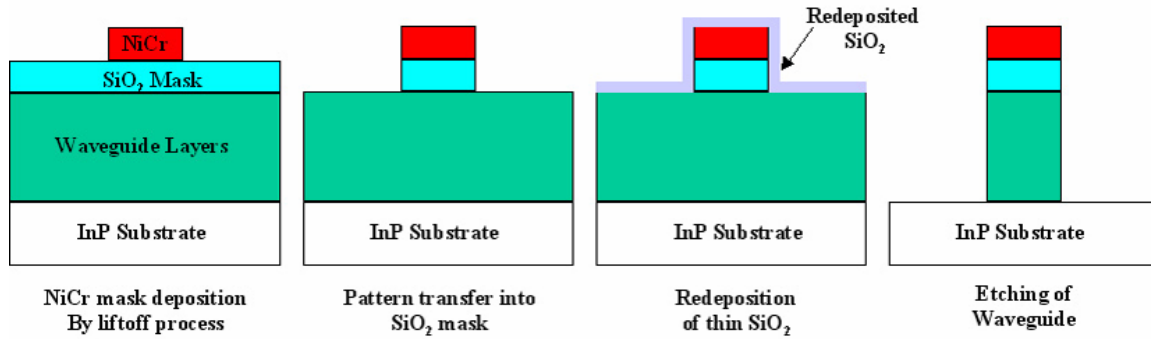 NiCr
SiO₂ Mask
Waveguide Layers
InP Substrate
NiCr mask deposition
By liftoff process
InP Substrate
Pattern transfer into
SiO₂ mask
Redeposited
SiO₂
InP Substrate
Redeposition
of thin SiO₂
InP Substrate
Etching of
Waveguide